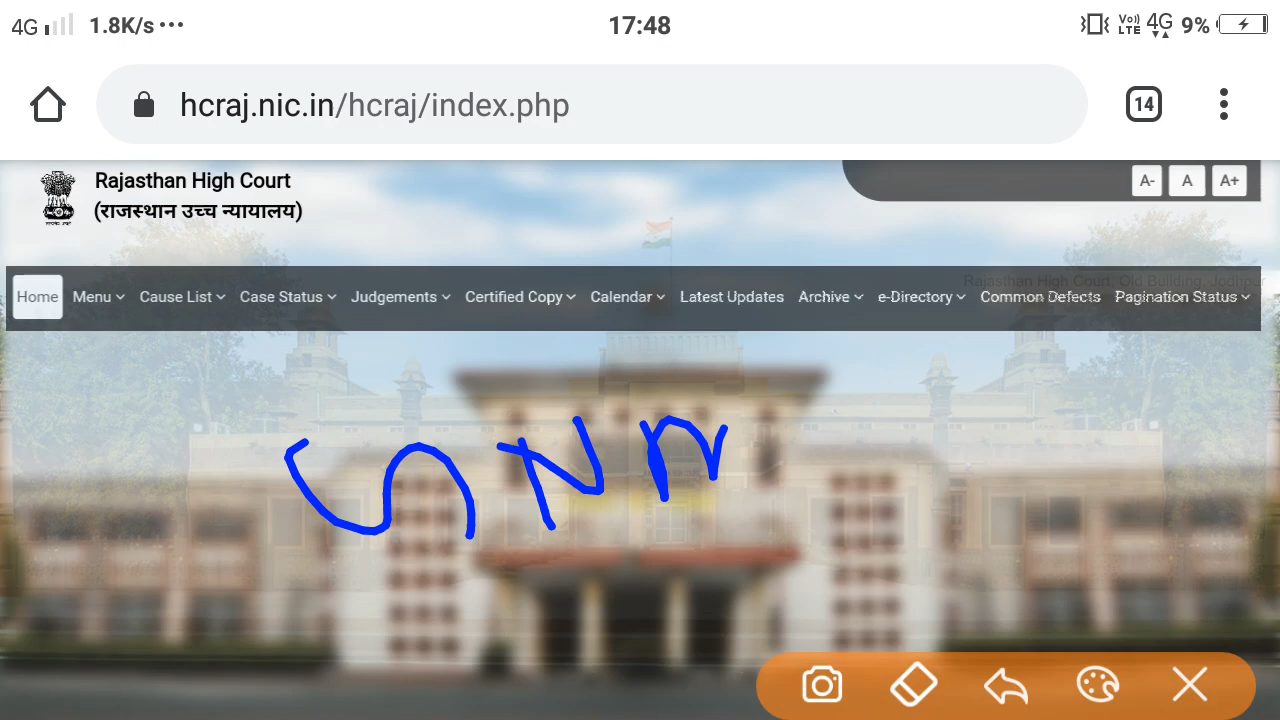 4G 1.8K/s ••• 17:48 Vo)) LTE 4G 9%
hcraj.nic.in/hcraj/index.php 14
Rajasthan High Court
(राजस्थान उच्च न्यायालय)
A- A A+
Rajasthan High Court, Old Building, Jodhpur
Home Menu Cause List Case Status Judgements Certified Copy Calendar Latest Updates Archive e-Directory Common Defects Pagination Status